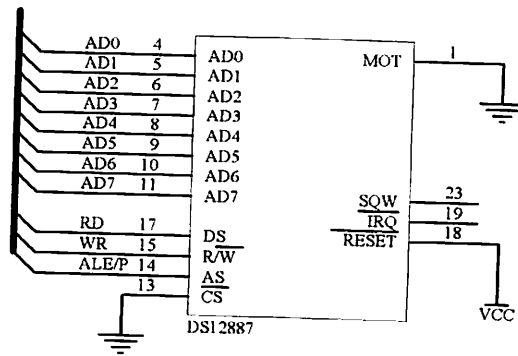 AD0 4 AD0 MOT 1
AD1 5 AD1
AD2 6 AD2
AD3 7 AD3
AD4 8 AD4
AD5 9 AD5
AD6 10 AD6
AD7 11 AD7
SQW 23
IRQ 19
RD 17 DS RESET 18
WR 15 R/W
ALE/P 14 AS
13 CS
VCC
DS12887